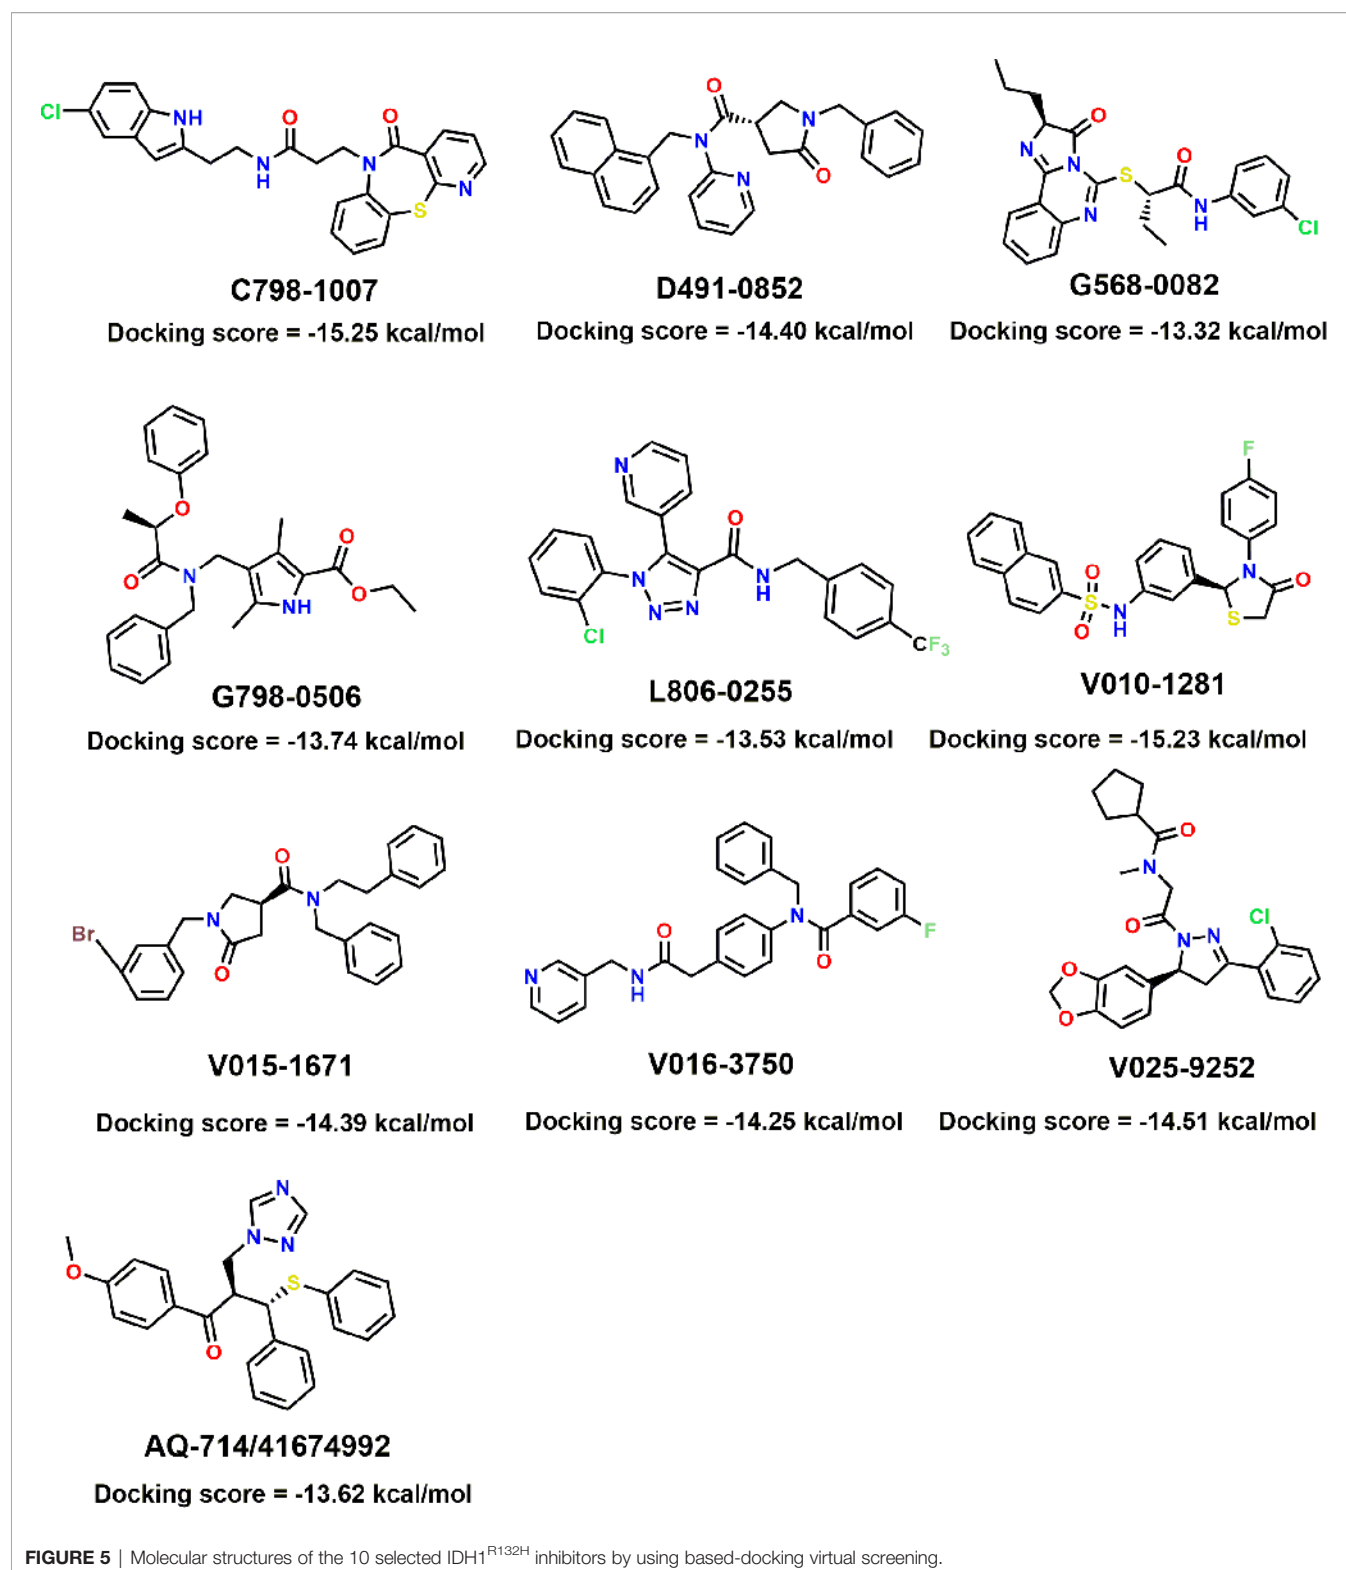 C798-1007
Docking score = -15.25 kcal/mol
D491-0852
Docking score = -14.40 kcal/mol
G568-0082
Docking score = -13.32 kcal/mol
G798-0506
Docking score = -13.74 kcal/mol
L806-0255
Docking score = -13.53 kcal/mol
V010-1281
Docking score = -15.23 kcal/mol
V015-1671
Docking score = -14.39 kcal/mol
V016-3750
Docking score = -14.25 kcal/mol
V025-9252
Docking score = -14.51 kcal/mol
AQ-714/41674992
Docking score = -13.62 kcal/mol
FIGURE 5 | Molecular structures of the 10 selected IDH1R132H inhibitors by using based-docking virtual screening.